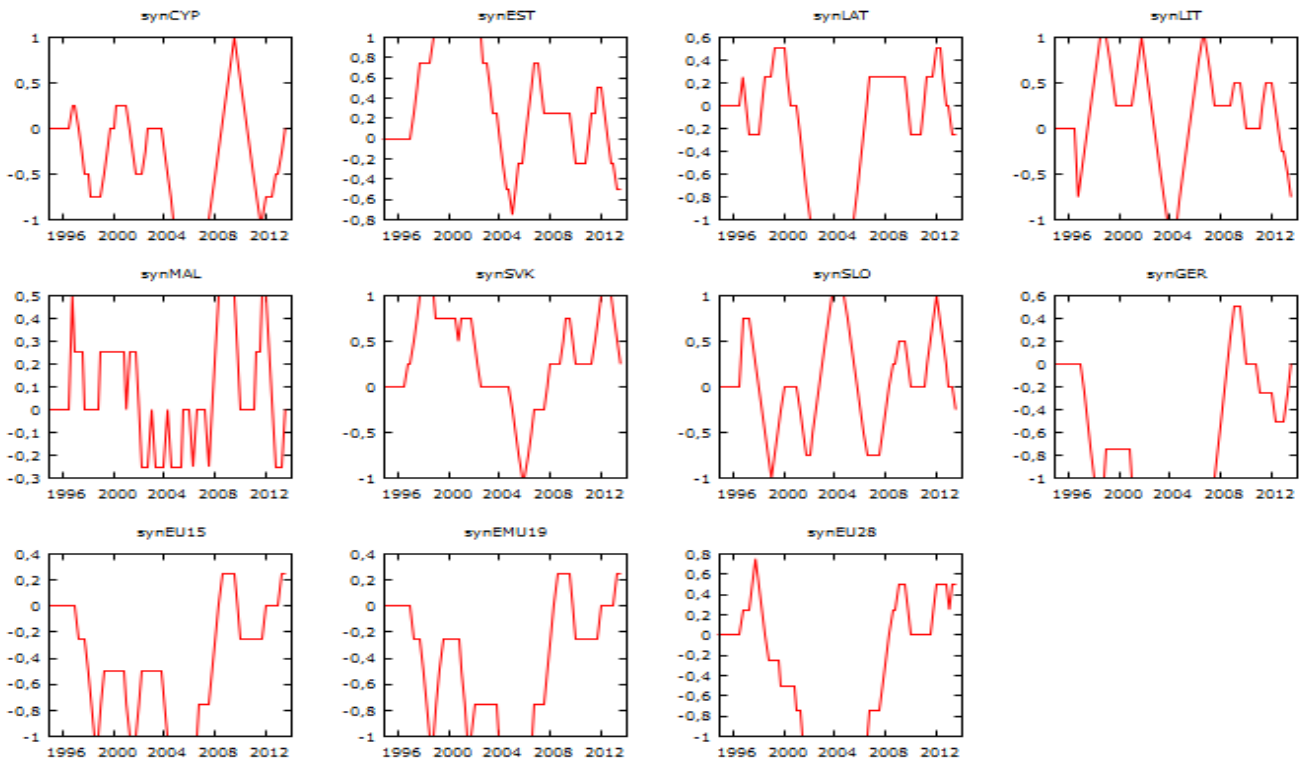 synCYP synEST synLAT synLIT
1 1 0,6 1
0,8 0,4
0,5 0,6 0,2 0,5
0,4 0
0 0,2 -0,2 0
0 -0,4
-0,5 -0,2 -0,6 -0,5
-0,4 -0,8
-0,6
-1 -0,8 -1 -1
1996 2000 2004 2008 2012 1996 2000 2004 2008 2012 1996 2000 2004 2008 2012 1996 2000 2004 2008 2012
synMAL synSVK synSLO synGER
0,5 1 1 0,6
0,4 0,4
0,3 0,5 0,5 0,2
0,2 0
0,1 0 0 -0,2
0 -0,4
-0,1 -0,5 -0,5 -0,6
-0,2 -0,8
-0,3 -1 -1 -1
1996 2000 2004 2008 2012 1996 2000 2004 2008 2012 1996 2000 2004 2008 2012 1996 2000 2004 2008 2012
synEU15 synEMU19 synEU28
0,4 0,4 0,8
0,2 0,2 0,6
0,4
0 0 0,2
-0,2 -0,2 0
-0,4 -0,4 -0,2
-0,6 -0,6 -0,4
-0,6
-0,8 -0,8 -0,8
-1 -1 -1
1996 2000 2004 2008 2012 1996 2000 2004 2008 2012 1996 2000 2004 2008 2012